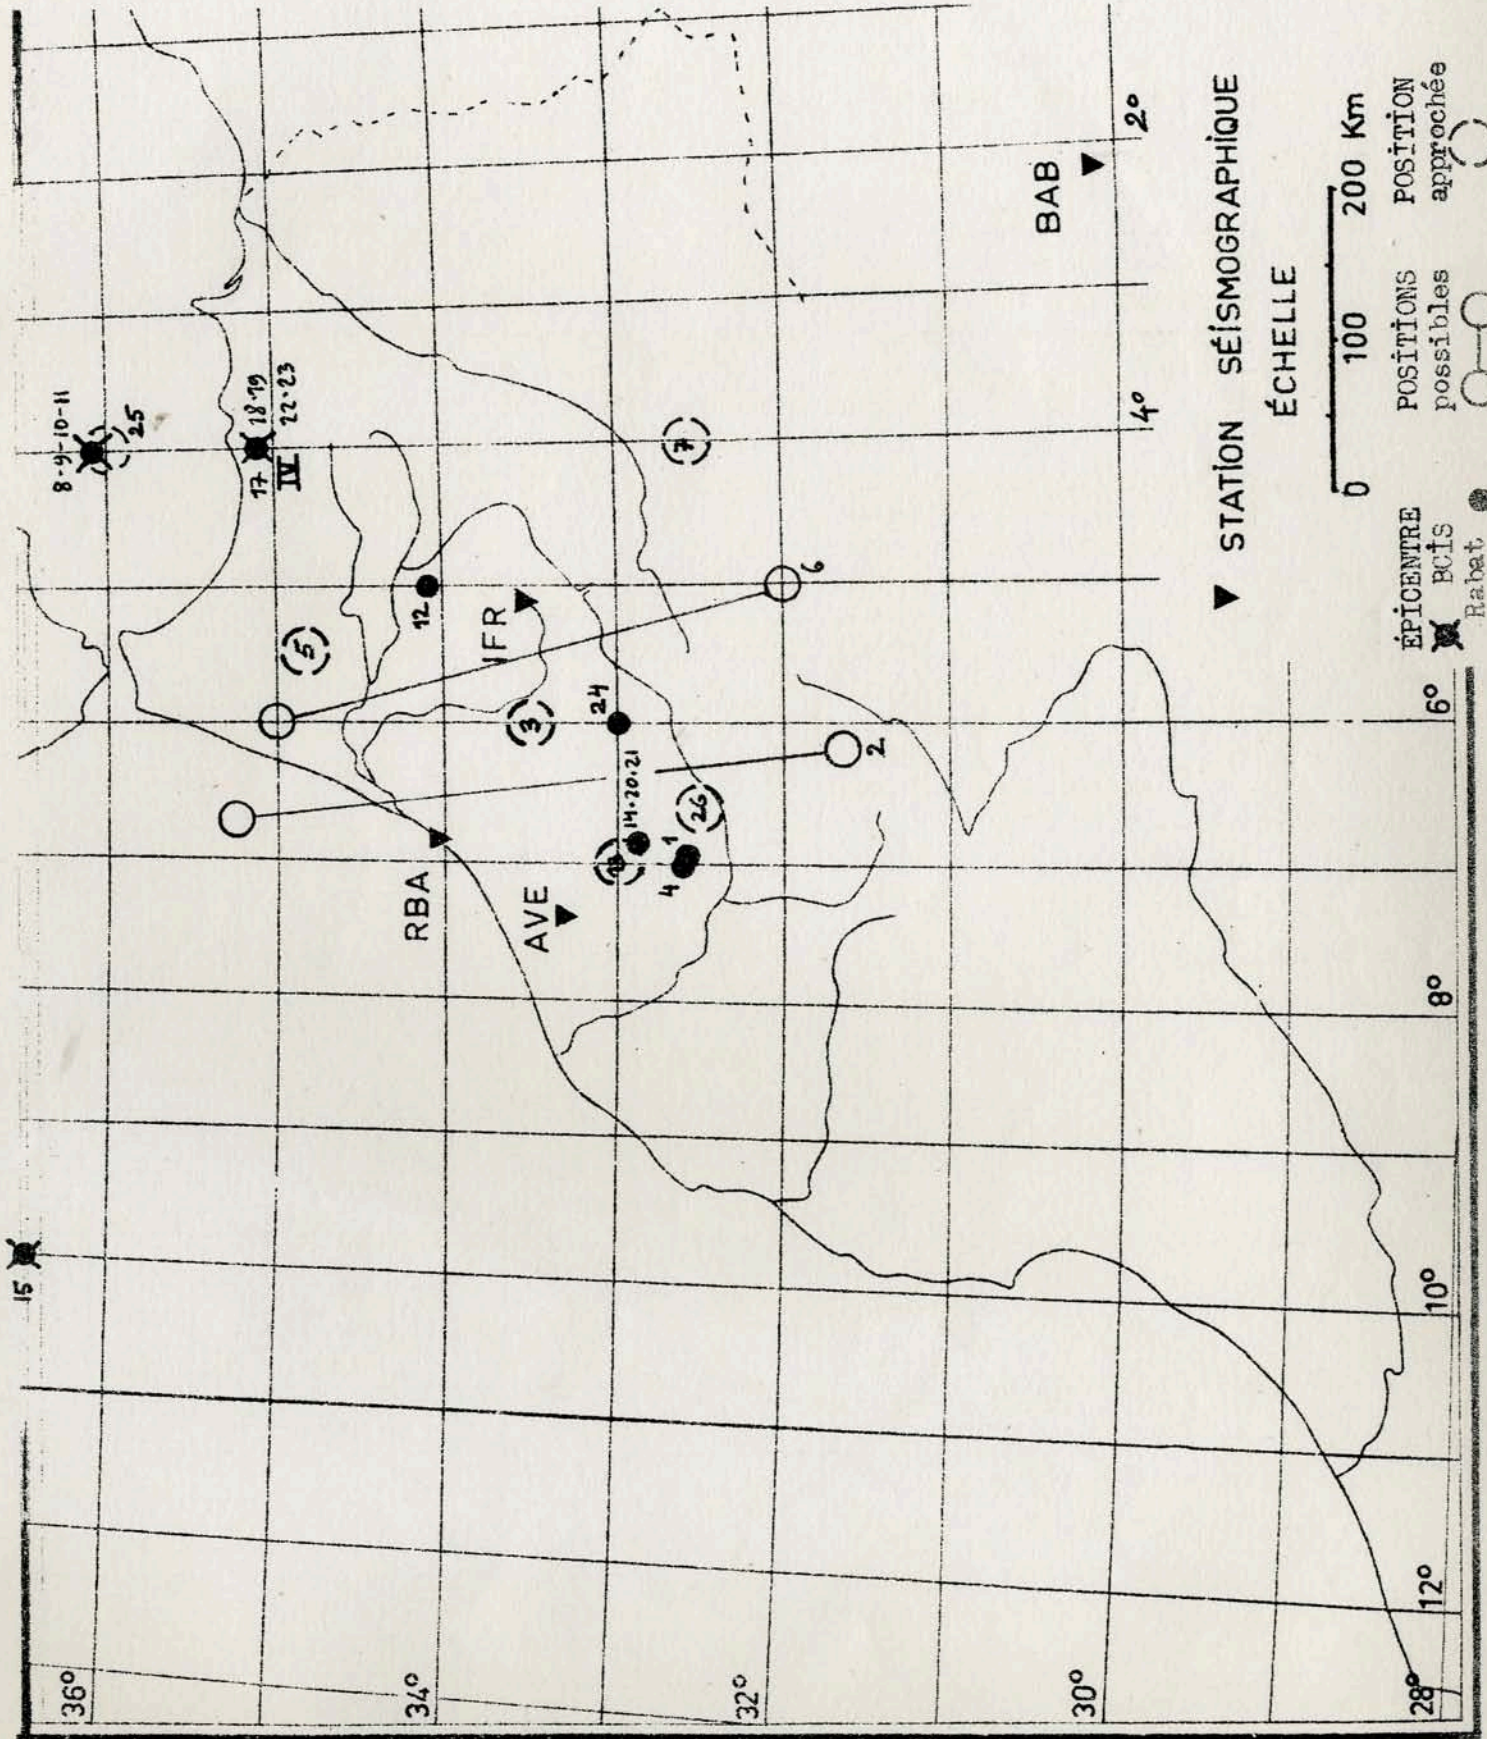 15
8-9-10-11
36°
25
17 18-19
IV 22-23
5
34°
RBA
12
IFR
3
AVE
24
13
14-20-21
4 1
26
7
32°
6
2
BAB
30°
4° 2°
STATION SÉISMOGRAPHIQUE
ÉCHELLE
0 100 200 Km
28° 12° 10° 8° 6°
ÉPICENTRE
BCIS
Rabat
POSITIONS
possibles
POSITION
approchée